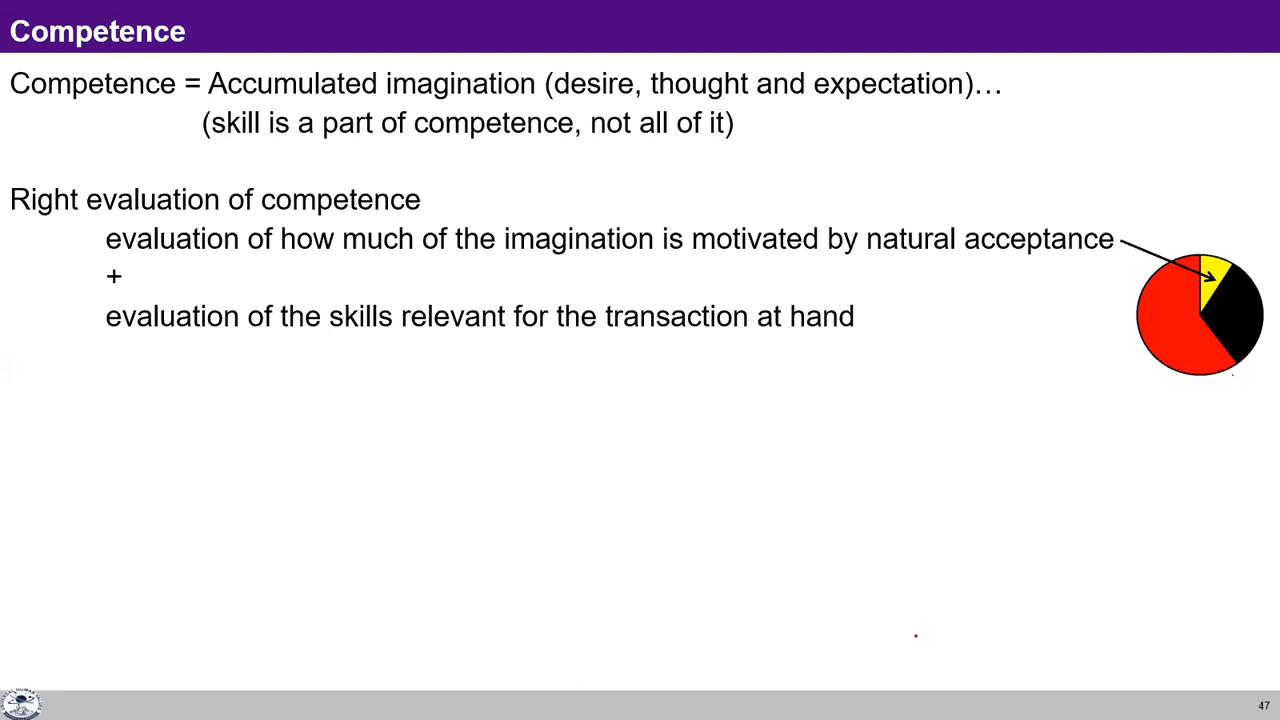 Competence
Competence = Accumulated imagination (desire, thought and expectation)…
(skill is a part of competence, not all of it)
Right evaluation of competence
evaluation of how much of the imagination is motivated by natural acceptance
+
evaluation of the skills relevant for the transaction at hand
47